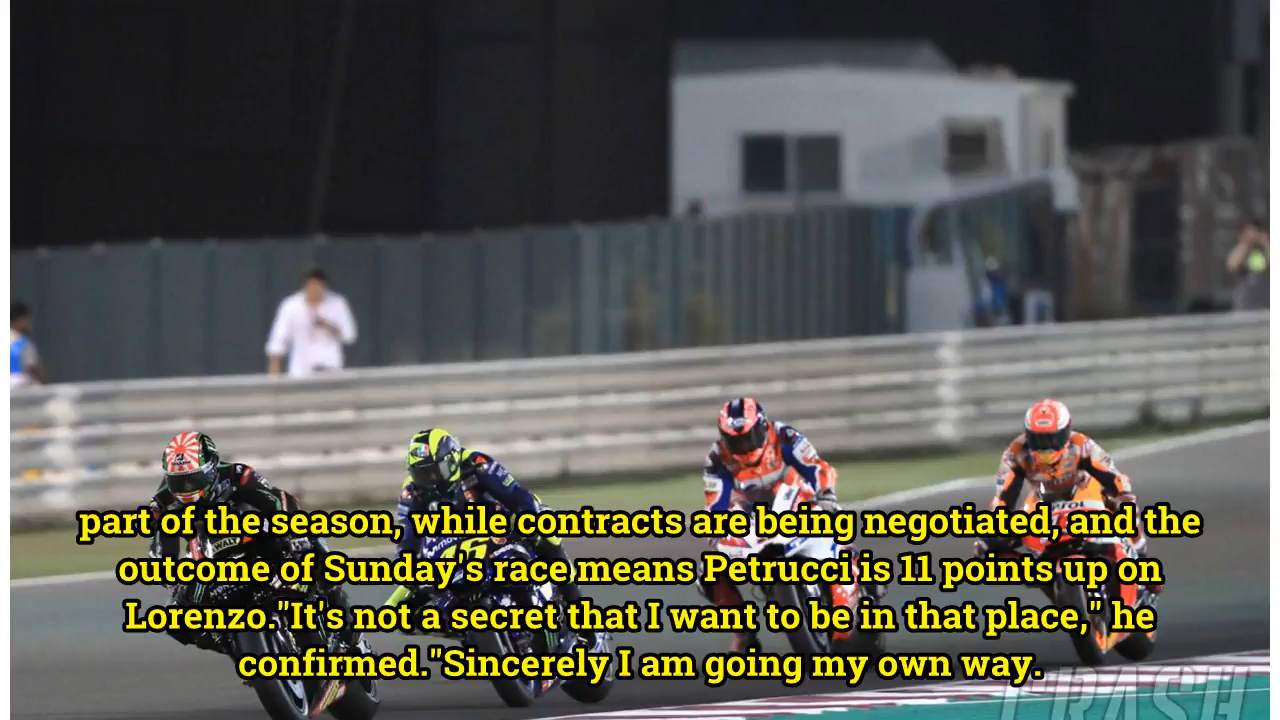 part of the season, while contracts are being negotiated, and the
outcome of Sunday's race means Petrucci is 11 points up on
Lorenzo."It's not a secret that I want to be in that place," he
confirmed."Sincerely I am going my own way.
CRASH